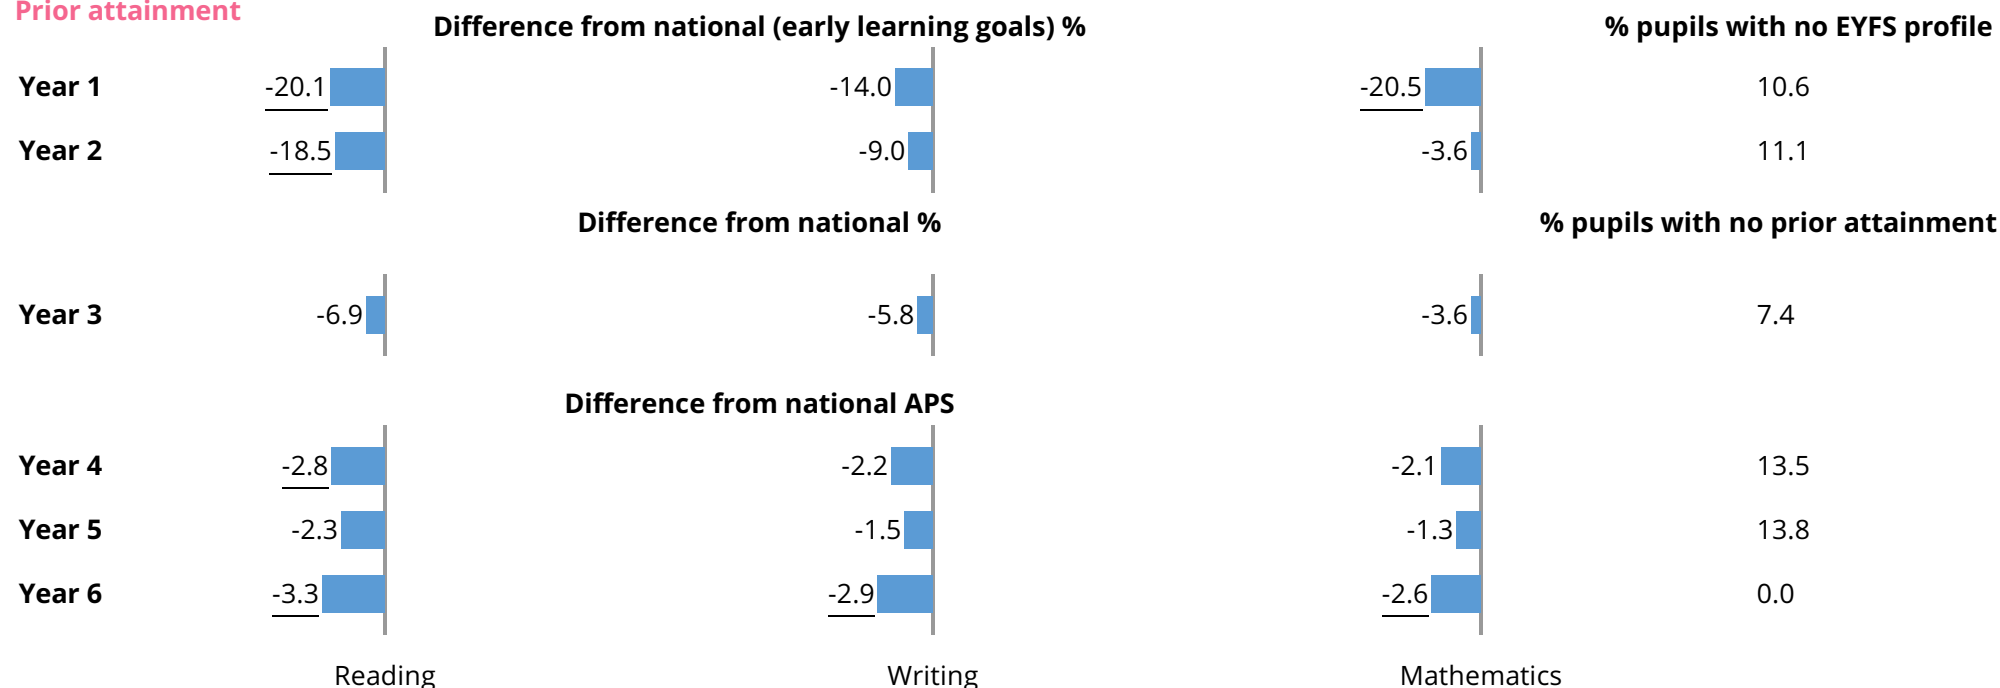 Prior attainment
Difference from national (early learning goals) % % pupils with no EYFS profile
Year 1 -20.1 -14.0 -20.5 10.6
Year 2 -18.5 -9.0 -3.6 11.1
Difference from national % % pupils with no prior attainment
Year 3 -6.9 -5.8 -3.6 7.4
Difference from national APS
Year 4 -2.8 -2.2 -2.1 13.5
Year 5 -2.3 -1.5 -1.3 13.8
Year 6 -3.3 -2.9 -2.6 0.0
Reading Writing Mathematics